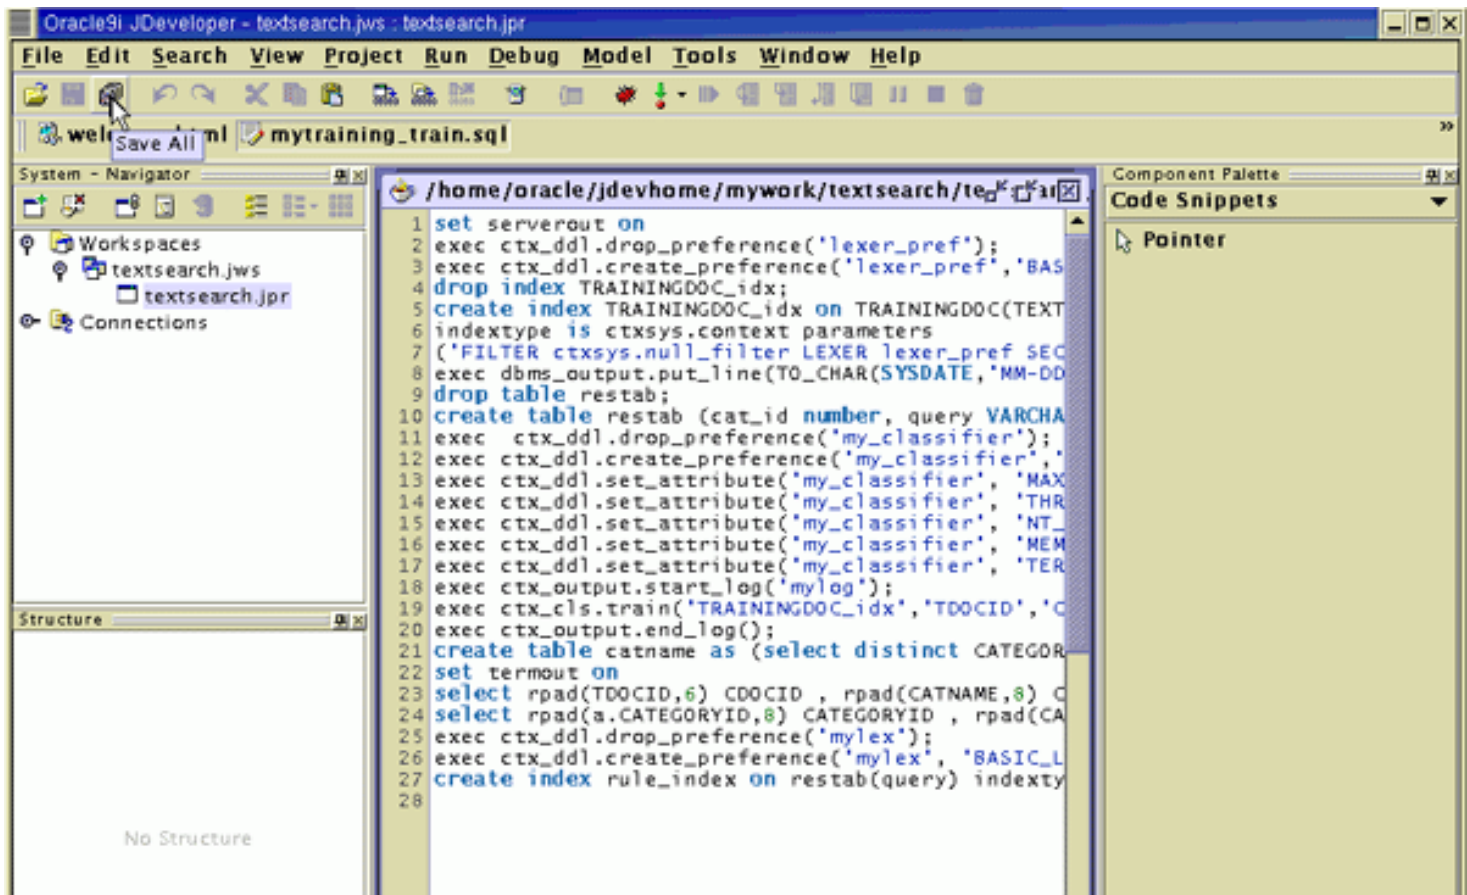 Oracle9i JDeveloper - textsearch.jws : textsearch.jpr
File Edit Search View Project Run Debug Model Tools Window Help
mytraining_train.sql
Save All
System - Navigator
Workspaces
textsearch.jws
textsearch.jpr
Connections
Structure
No Structure
/home/oracle/jdevhome/mywork/textsearch/te
1 set serverout on
2 exec ctx_ddl.drop_preference('lexer_pref');
3 exec ctx_ddl.create_preference('lexer_pref','BAS
4 drop index TRAININGDOC_idx;
5 create index TRAININGDOC_idx on TRAININGDOC(TEXT
6 indextype is ctxsys.context parameters
7 ('FILTER ctxsys.null_filter LEXER lexer_pref SEC
8 exec dbms_output.put_line(TO_CHAR(SYSDATE,'MM-DD
9 drop table restab;
10 create table restab (cat_id number, query VARCHA
11 exec  ctx_ddl.drop_preference('my_classifier');
12 exec ctx_ddl.create_preference('my_classifier','
13 exec ctx_ddl.set_attribute('my_classifier', 'MAX
14 exec ctx_ddl.set_attribute('my_classifier', 'THR
15 exec ctx_ddl.set_attribute('my_classifier', 'NT_
16 exec ctx_ddl.set_attribute('my_classifier', 'MEM
17 exec ctx_ddl.set_attribute('my_classifier', 'TER
18 exec ctx_output.start_log('mylog');
19 exec ctx_cls.train('TRAININGDOC_idx','TDOCID','C
20 exec ctx_output.end_log();
21 create table catname as (select distinct CATEGOR
22 set termout on
23 select rpad(TDOCID,6) CDOCID , rpad(CATNAME,8) C
24 select rpad(a.CATEGORYID,8) CATEGORYID , rpad(CA
25 exec ctx_ddl.drop_preference('mylex');
26 exec ctx_ddl.create_preference('mylex', 'BASIC_L
27 create index rule_index on restab(query) indexty
28
Component Palette
Code Snippets
Pointer